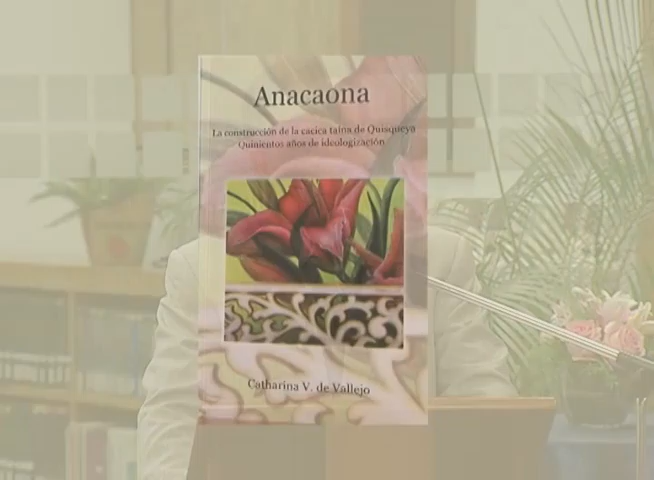 Anacaona
La construcción de la cacica taína de Quisqueya
Quinientos años de ideologización
Catharina V. de Vallejo